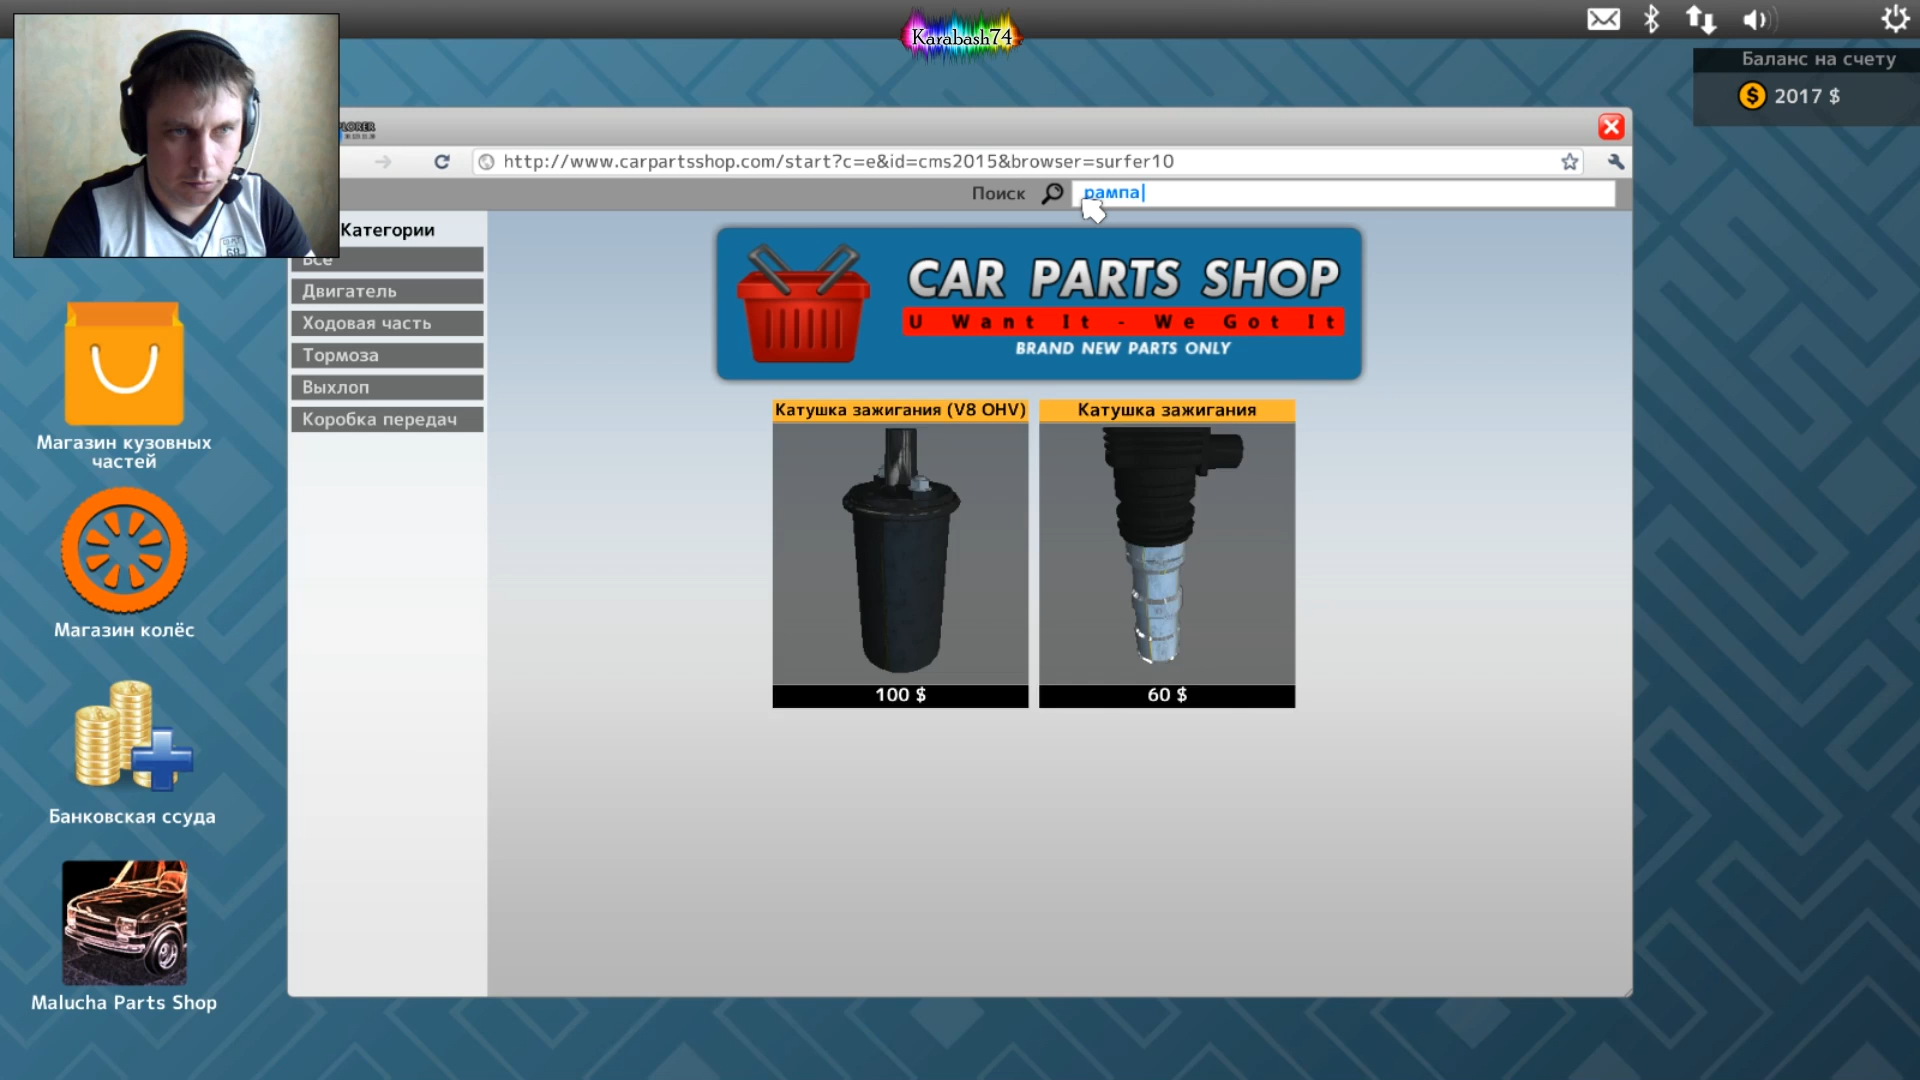 Karabash74
Баланс на счету
2017 $
http://www.carpartsshop.com/start?c=e&id=cms2015&browser=surfer10
Поиск
рампа
Категории
Все
Двигатель
Ходовая часть
Тормоза
Выхлоп
Коробка передач
CAR PARTS SHOP
U Want It - We Got It
BRAND NEW PARTS ONLY
Катушка зажигания (V8 OHV)
Катушка зажигания
100 $
60 $
Магазин кузовных
частей
Магазин колёс
Банковская ссуда
Malucha Parts Shop